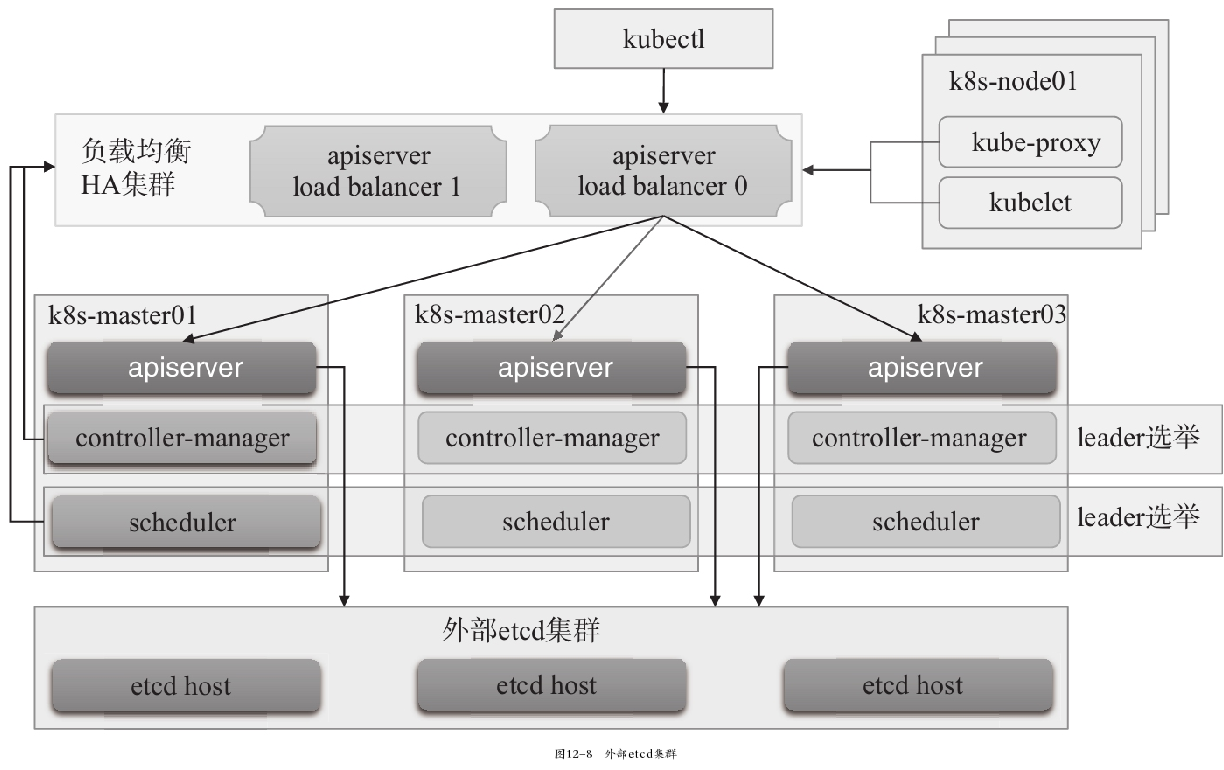 kubectl
k8s-node01
kube-proxy
kubelet
负载均衡
HA集群
apiserver
load balancer 1
apiserver
load balancer 0
k8s-master01
k8s-master02
k8s-master03
apiserver
apiserver
apiserver
controller-manager
controller-manager
controller-manager
leader选举
scheduler
scheduler
scheduler
leader选举
外部etcd集群
etcd host
etcd host
etcd host
图12-8 外部etcd集群